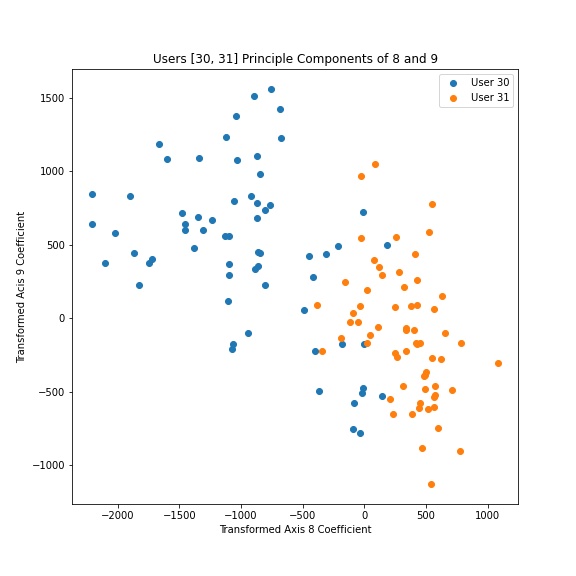 Users [30, 31] Principle Components of 8 and 9
User 30
User 31
Transformed Acis 9 Coefficient
1500
1000
500
0
−500
−1000
−2000
−1500
−1000
−500
0
500
1000
Transformed Axis 8 Coefficient